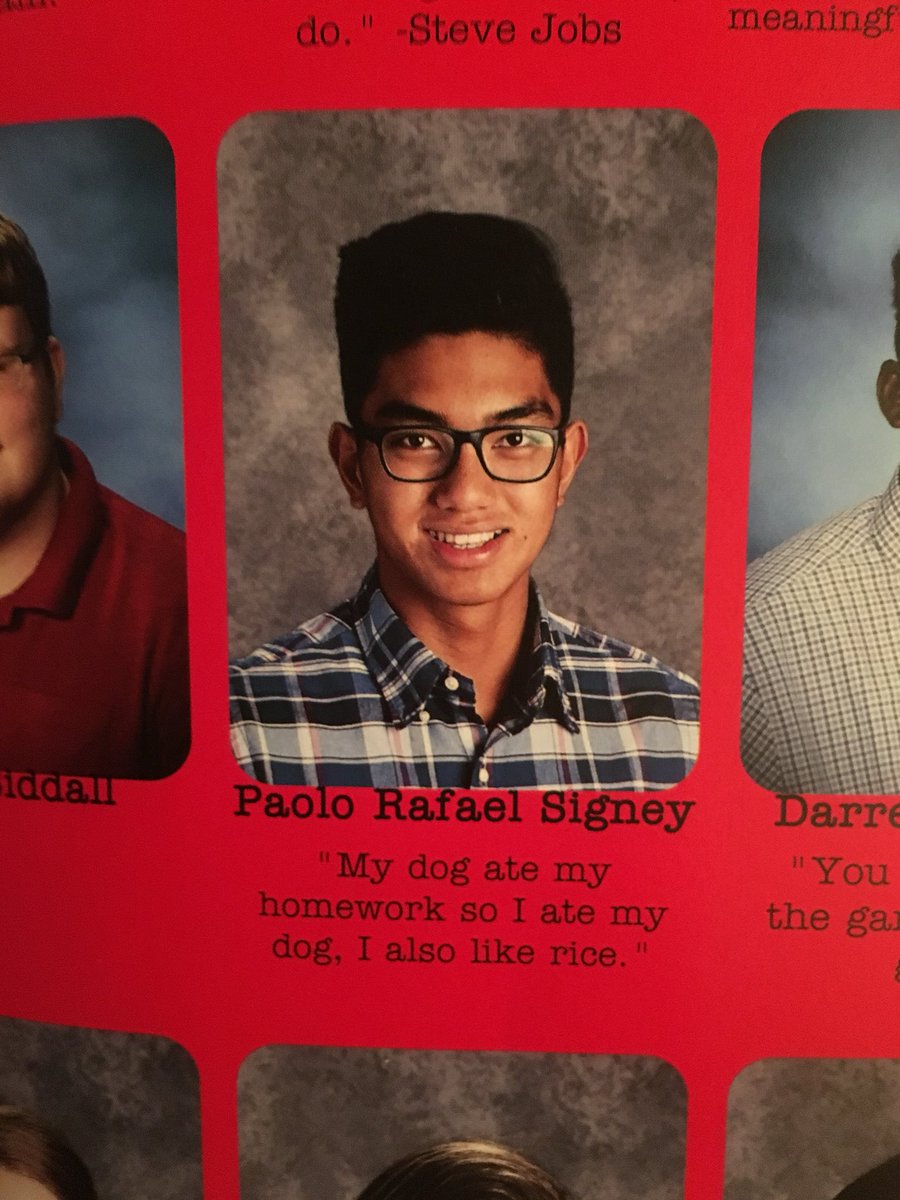 do." -Steve Jobs
meaningf
iddall
Paolo Rafael Signey
Darre
"My dog ate my
homework so I ate my
dog, I also like rice."
"You
the gar